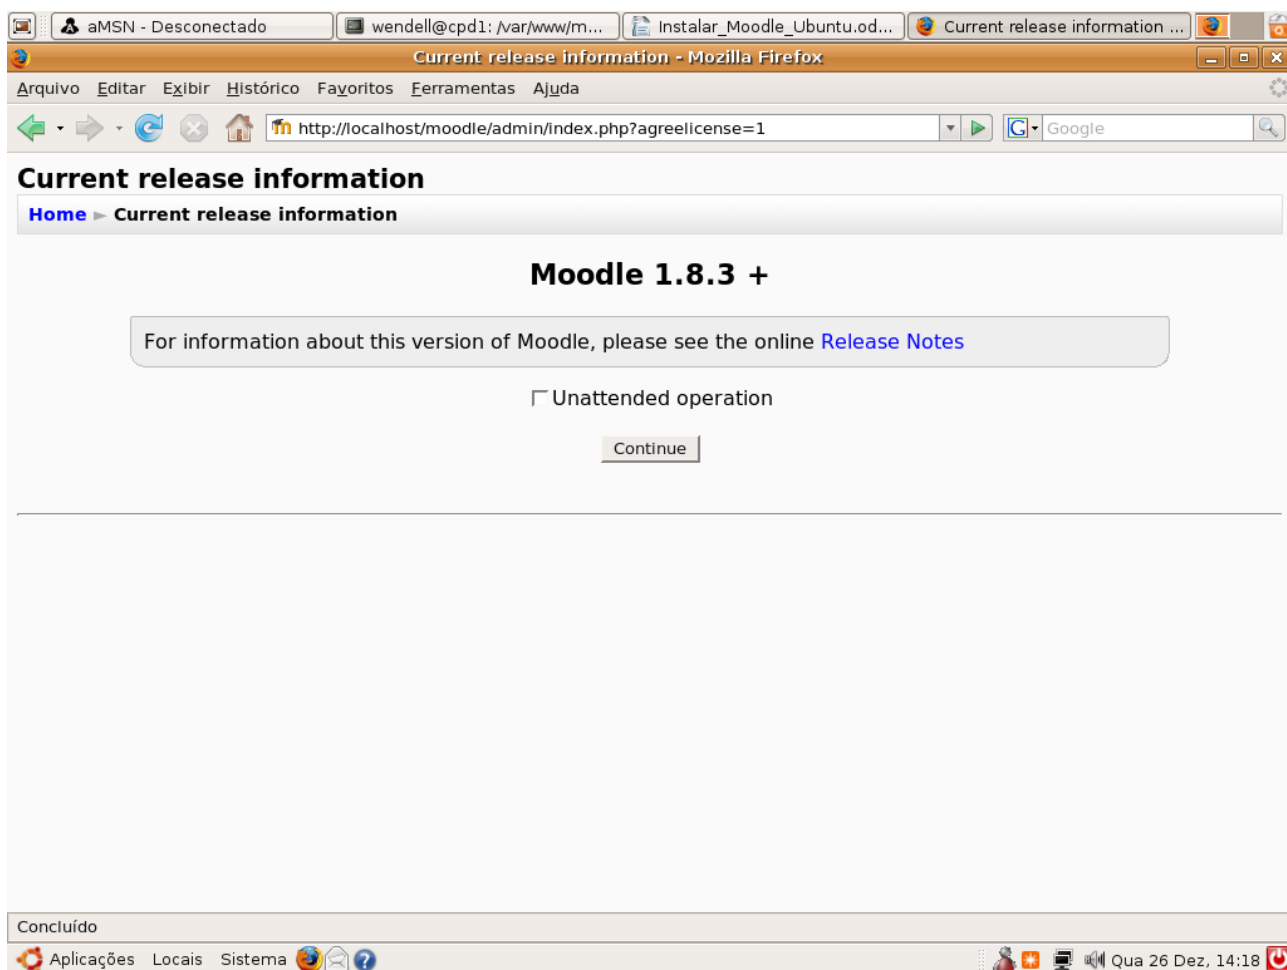 aMSN - Desconectado
wendell@cpd1: /var/www/m...
Instalar_Moodle_Ubuntu.od...
Current release information ...
Current release information - Mozilla Firefox
Arquivo Editar Exibir Histórico Favoritos Ferramentas Ajuda
http://localhost/moodle/admin/index.php?agreelicense=1
G Google
Current release information
Home ► Current release information
Moodle 1.8.3 +
For information about this version of Moodle, please see the online Release Notes
Unattended operation
Continue
Concluído
Aplicações Locais Sistema
Qua 26 Dez, 14:18